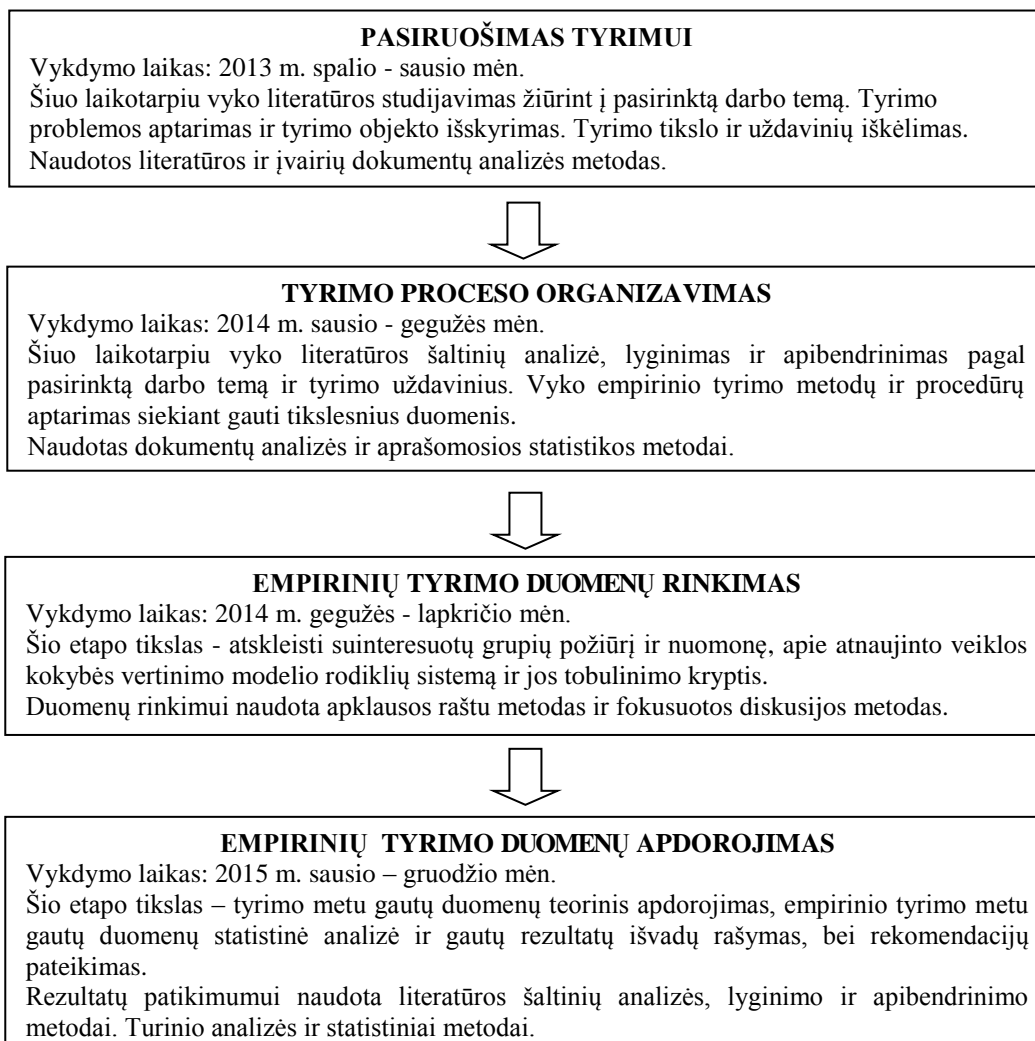 PASIRUOŠIMAS TYRIMUI
Vykdymo laikas: 2013 m. spalio - sausio mėn.
Šiuo laikotarpiu vyko literatūros studijavimas žiūrint į pasirinktą darbo temą. Tyrimo
problemos aptarimas ir tyrimo objekto išskyrimas. Tyrimo tikslo ir uždavinių iškėlimas.
Naudotos literatūros ir įvairių dokumentų analizės metodas.
TYRIMO PROCESO ORGANIZAVIMAS
Vykdymo laikas: 2014 m. sausio - gegužės mėn.
Šiuo laikotarpiu vyko literatūros šaltinių analizė, lyginimas ir apibendrinimas pagal
pasirinktą darbo temą ir tyrimo uždavinius. Vyko empirinio tyrimo metodų ir procedūrų
aptarimas siekiant gauti tikslesnius duomenis.
Naudotas dokumentų analizės ir aprašomosios statistikos metodai.
EMPIRINIŲ TYRIMO DUOMENŲ RINKIMAS
Vykdymo laikas: 2014 m. gegužės - lapkričio mėn.
Šio etapo tikslas - atskleisti suinteresuotų grupių požiūrį ir nuomonę, apie atnaujinto veiklos
kokybės vertinimo modelio rodiklių sistemą ir jos tobulinimo kryptis.
Duomenų rinkimui naudota apklausos raštu metodas ir fokusuotos diskusijos metodas.
EMPIRINIŲ TYRIMO DUOMENŲ APDOROJIMAS
Vykdymo laikas: 2015 m. sausio – gruodžio mėn.
Šio etapo tikslas – tyrimo metu gautų duomenų teorinis apdorojimas, empirinio tyrimo metu
gautų duomenų statistinė analizė ir gautų rezultatų išvadų rašymas, bei rekomendacijų
pateikimas.
Rezultatų patikimumui naudota literatūros šaltinių analizės, lyginimo ir apibendrinimo
metodai. Turinio analizės ir statistiniai metodai.